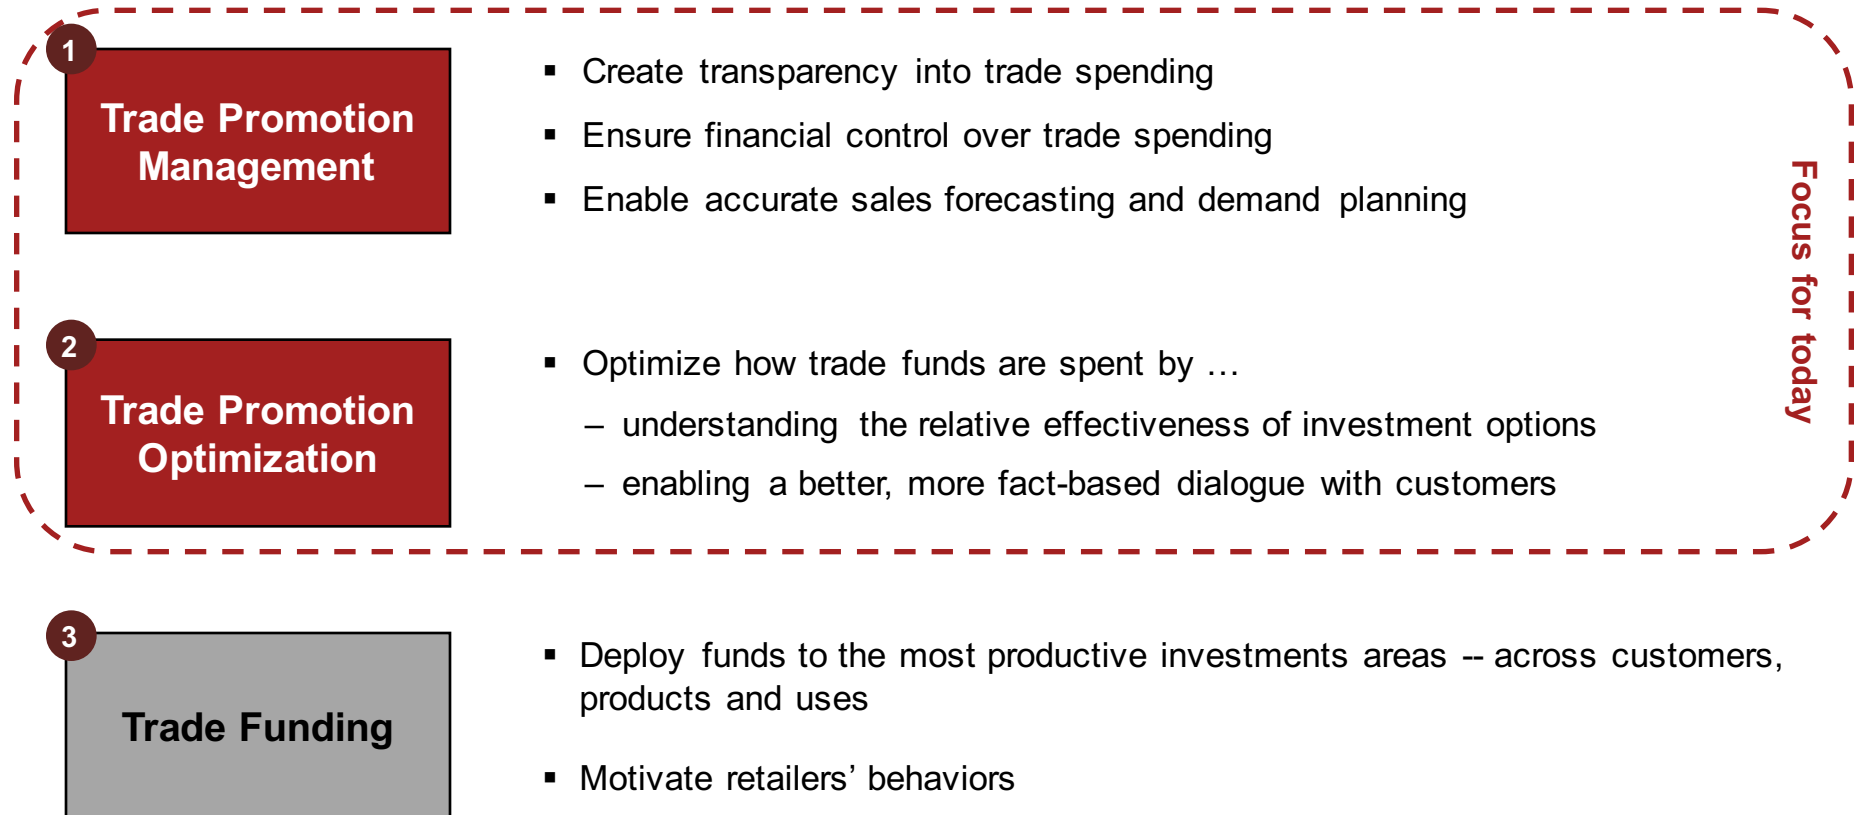 1
Trade Promotion
Management
▪ Create transparency into trade spending
▪ Ensure financial control over trade spending
▪ Enable accurate sales forecasting and demand planning
Focus for today
2
Trade Promotion
Optimization
▪ Optimize how trade funds are spent by …
– understanding the relative effectiveness of investment options
– enabling a better, more fact-based dialogue with customers
3
Trade Funding
▪ Deploy funds to the most productive investments areas -- across customers,
products and uses
▪ Motivate retailers’ behaviors